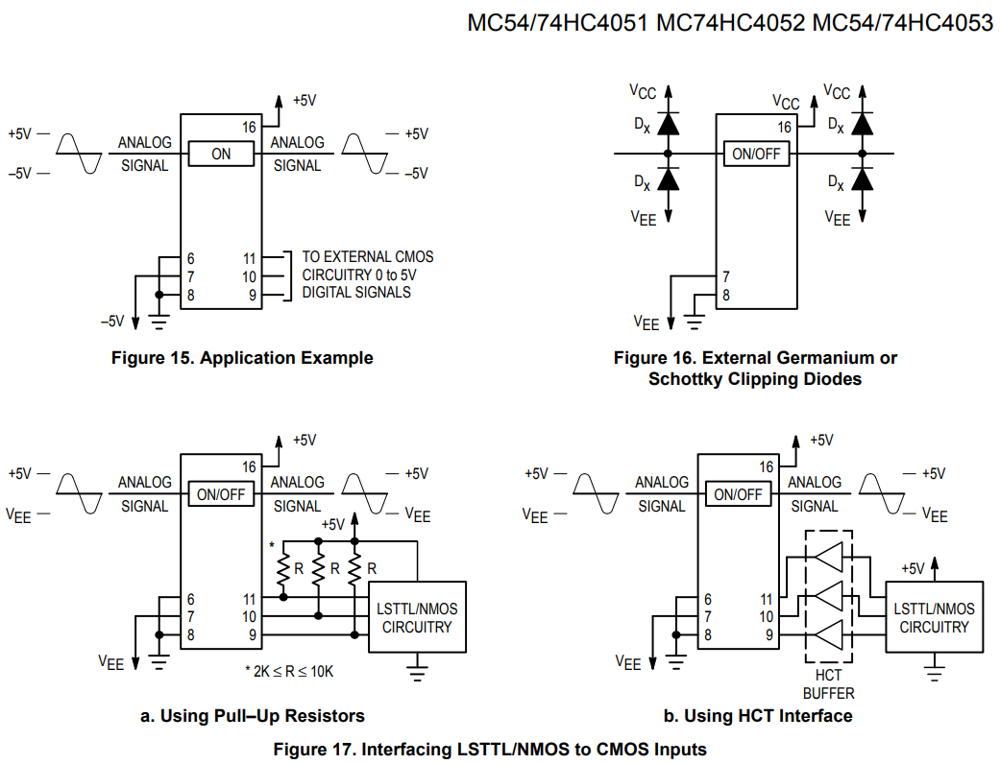 MC54/74HC4051 MC74HC4052 MC54/74HC4053
+5V
16
+5V
ANALOG
ON
ANALOG
+5V
–5V
SIGNAL
SIGNAL
–5V
6
11
TO EXTERNAL CMOS
7
10
CIRCUITRY 0 to 5V
8
9
DIGITAL SIGNALS
–5V
Figure 15. Application Example
VCC
VCC
VCC
DX
16
DX
ON/OFF
DX
DX
VEE
VEE
7
8
VEE
Figure 16. External Germanium or
Schottky Clipping Diodes
+5V
16
+5V
ANALOG
ON/OFF
ANALOG
+5V
VEE
SIGNAL
SIGNAL
VEE
+5V
*
R
R
R
6
11
LSTTL/NMOS
7
10
CIRCUITRY
8
9
VEE
* 2K ≤ R ≤ 10K
a. Using Pull–Up Resistors
+5V
16
+5V
ANALOG
ON/OFF
ANALOG
+5V
VEE
SIGNAL
SIGNAL
VEE
+5V
6
11
LSTTL/NMOS
7
10
CIRCUITRY
8
9
VEE
HCT
BUFFER
b. Using HCT Interface
Figure 17. Interfacing LSTTL/NMOS to CMOS Inputs